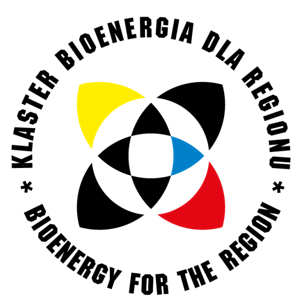 KLASTER BIOENERGIA DLA REGIONU
* BIOENERGY FOR THE REGION *